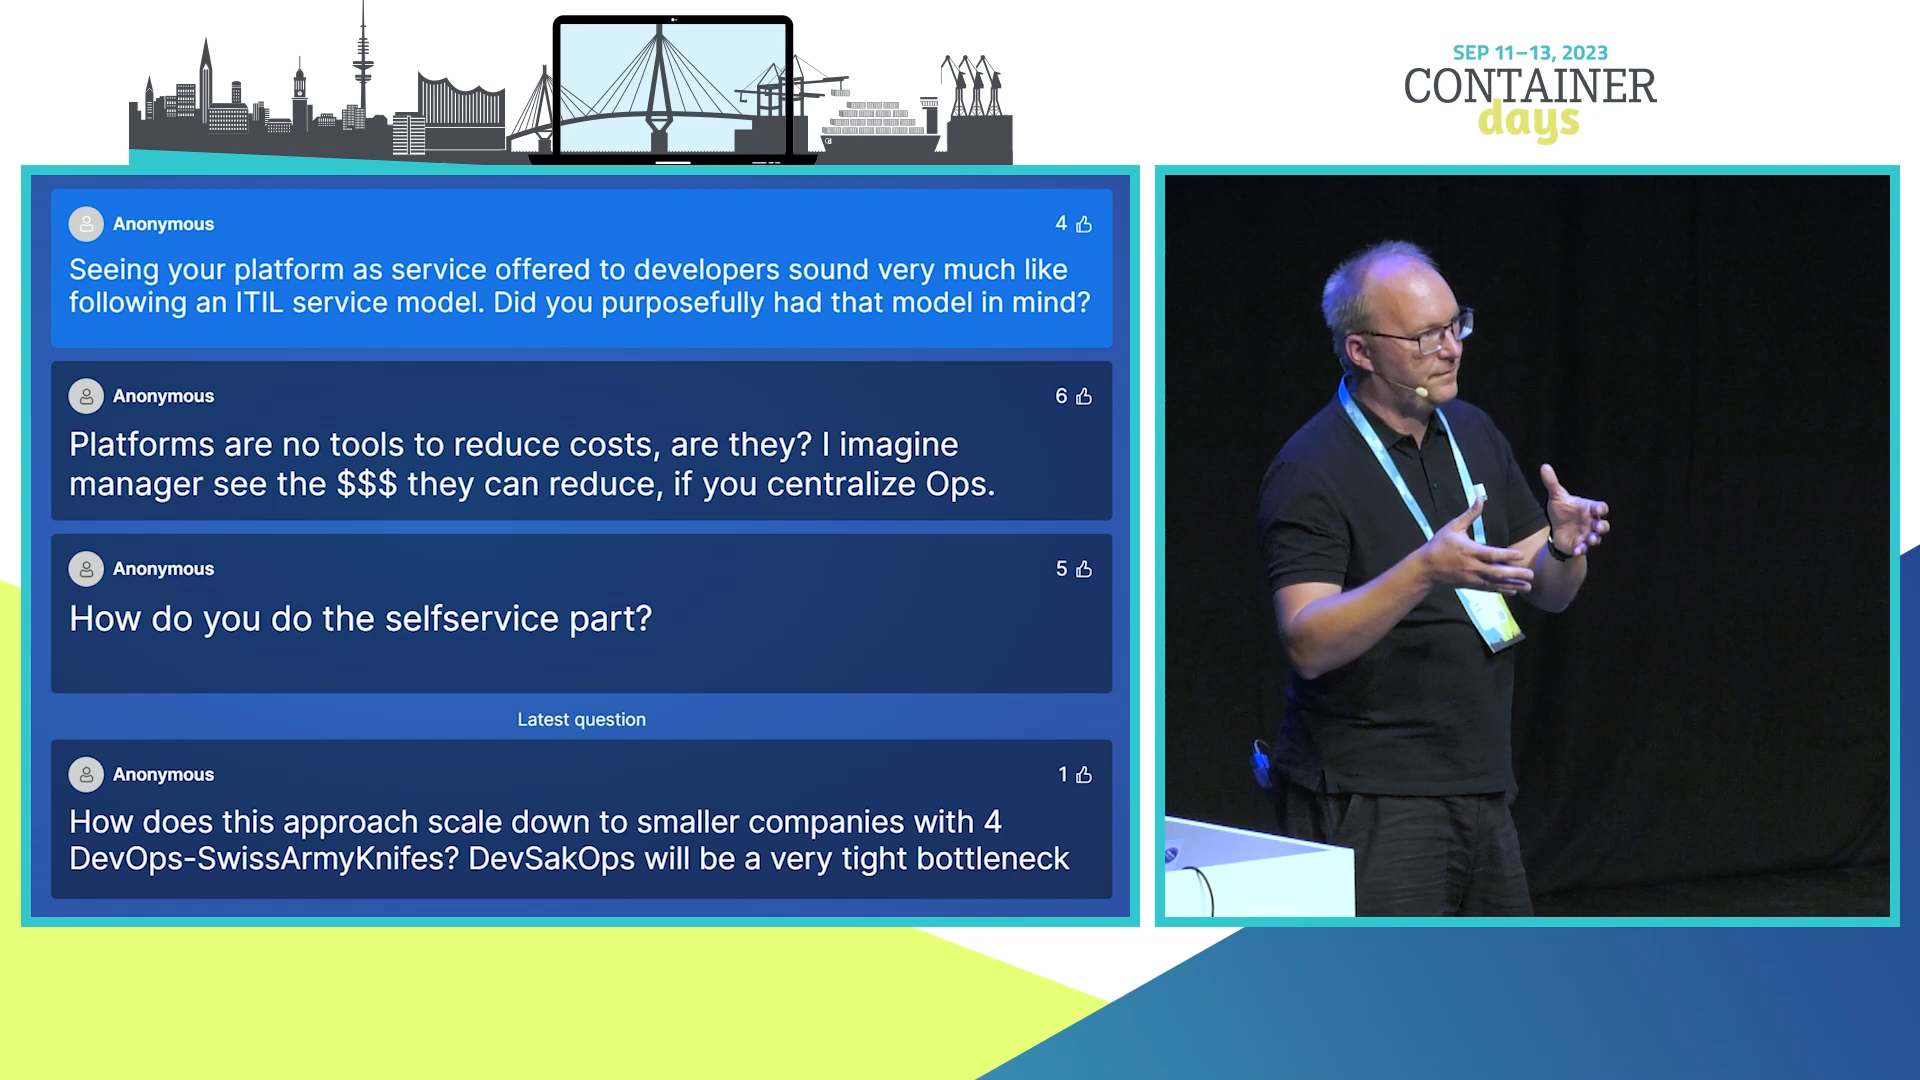 SEP 11–13, 2023
CONTAINER
days
Anonymous
4
Seeing your platform as service offered to developers sound very much like
following an ITIL service model. Did you purposefully had that model in mind?
Anonymous
6
Platforms are no tools to reduce costs, are they? I imagine
manager see the $$$ they can reduce, if you centralize Ops.
Anonymous
5
How do you do the selfservice part?
Latest question
Anonymous
1
How does this approach scale down to smaller companies with 4
DevOps-SwissArmyKnifes? DevSakOps will be a very tight bottleneck